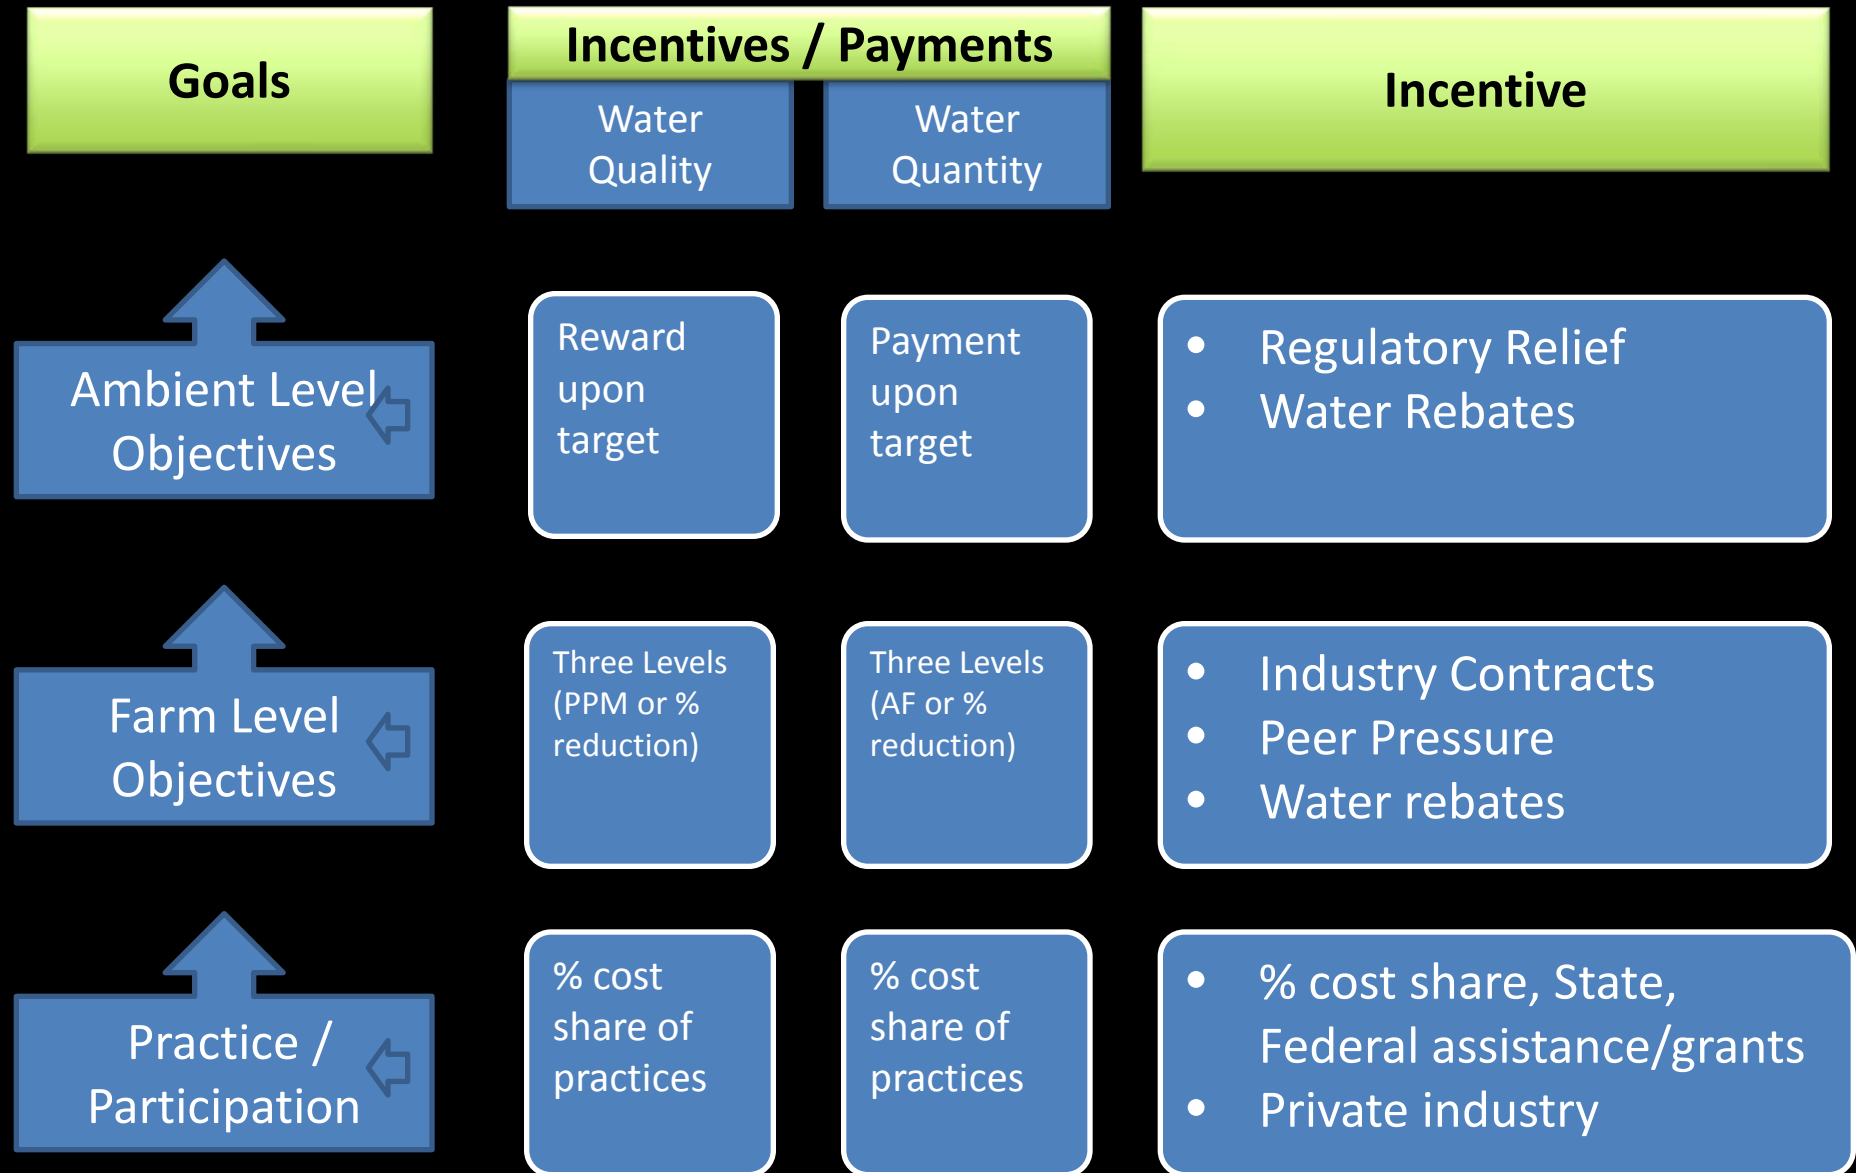 Goals
Incentives / Payments
Incentive
Water
Quality
Water
Quantity
Ambient Level
Objectives
Reward
upon
target
Payment
upon
target
• Regulatory Relief
• Water Rebates
Farm Level
Objectives
Three Levels
(PPM or %
reduction)
Three Levels
(AF or %
reduction)
• Industry Contracts
• Peer Pressure
• Water rebates
Practice /
Participation
% cost
share of
practices
% cost
share of
practices
• % cost share, State,
Federal assistance/grants
• Private industry